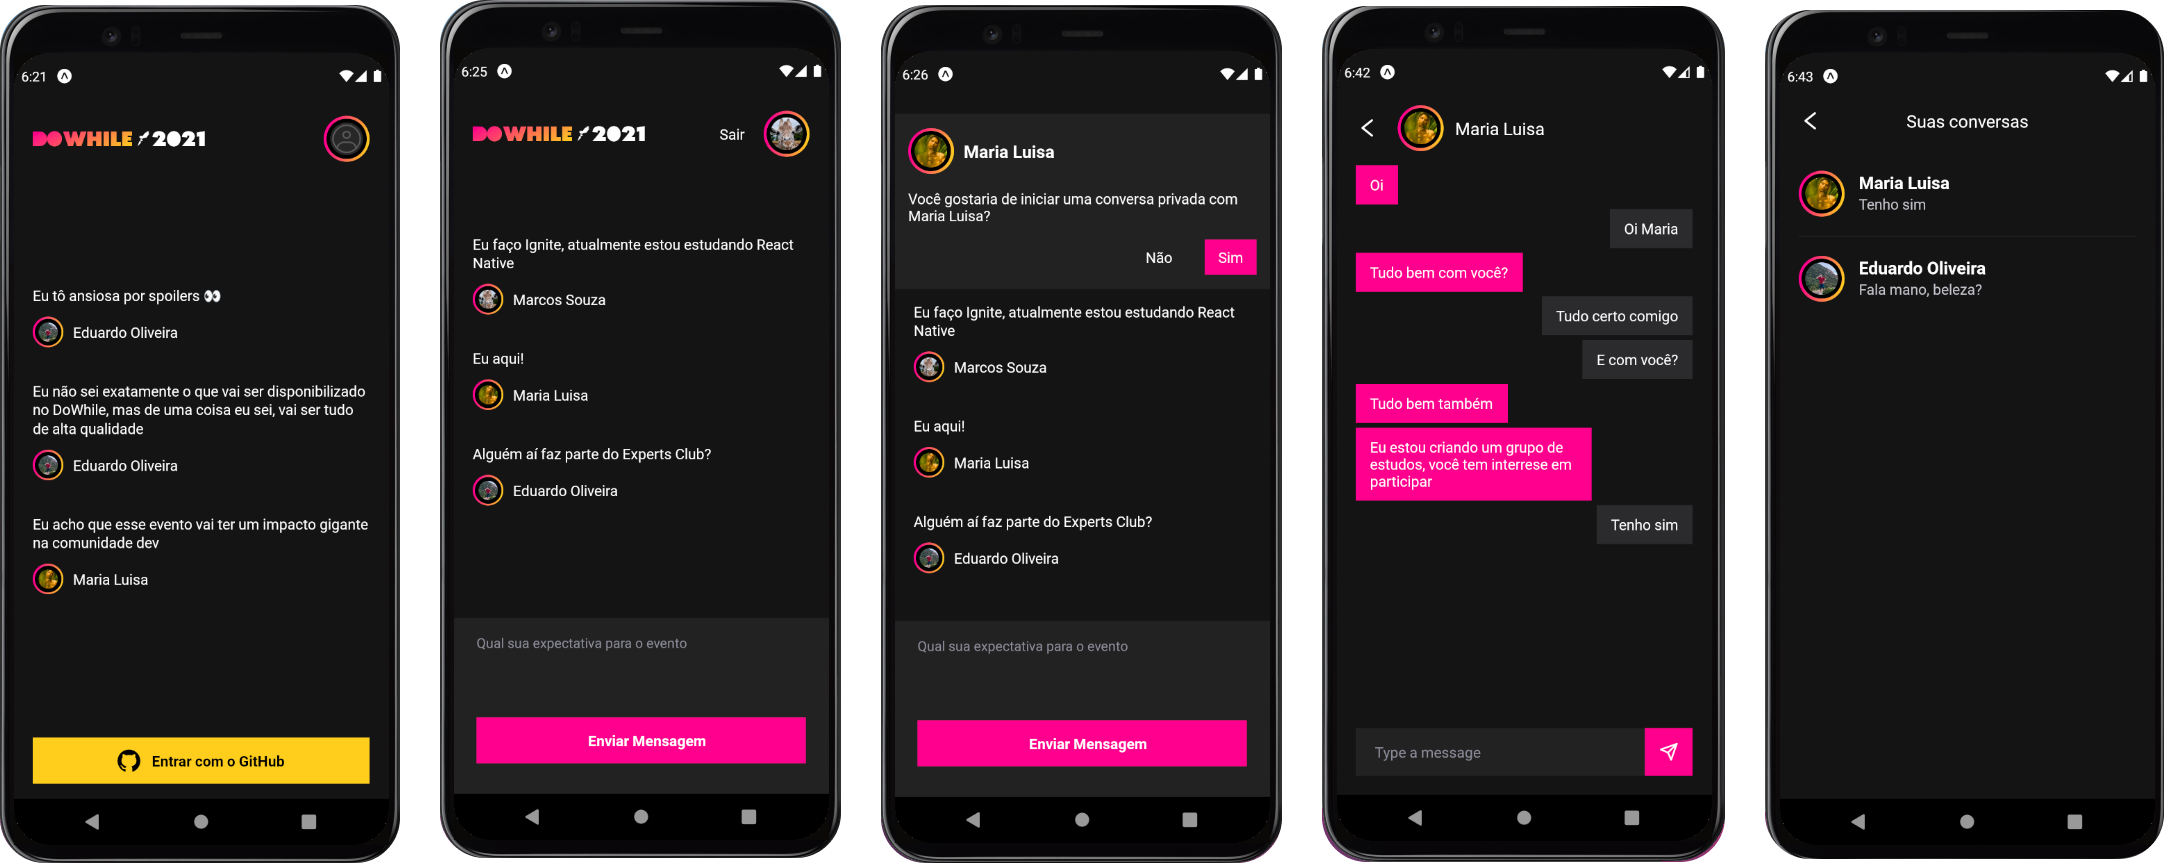 6:21
DOWHILE 2021
Eu tô ansiosa por spoilers 👀
Eduardo Oliveira
Eu não sei exatamente o que vai ser disponibilizado
no DoWhile, mas de uma coisa eu sei, vai ser tudo
de alta qualidade
Eduardo Oliveira
Eu acho que esse evento vai ter um impacto gigante
na comunidade dev
Maria Luisa
Entrar com o GitHub
6:25
DOWHILE 2021
Sair
Eu faço Ignite, atualmente estou estudando React
Native
Marcos Souza
Eu aqui!
Maria Luisa
Alguém aí faz parte do Experts Club?
Eduardo Oliveira
Qual sua expectativa para o evento
Enviar Mensagem
6:26
Maria Luisa
Você gostaria de iniciar uma conversa privada com
Maria Luisa?
Não
Sim
Eu faço Ignite, atualmente estou estudando React
Native
Marcos Souza
Eu aqui!
Maria Luisa
Alguém aí faz parte do Experts Club?
Eduardo Oliveira
Qual sua expectativa para o evento
Enviar Mensagem
6:42
Maria Luisa
Oi
Oi Maria
Tudo bem com você?
Tudo certo comigo
E com você?
Tudo bem também
Eu estou criando um grupo de
estudos, você tem interrese em
participar
Tenho sim
Type a message
6:43
Suas conversas
Maria Luisa
Tenho sim
Eduardo Oliveira
Fala mano, beleza?